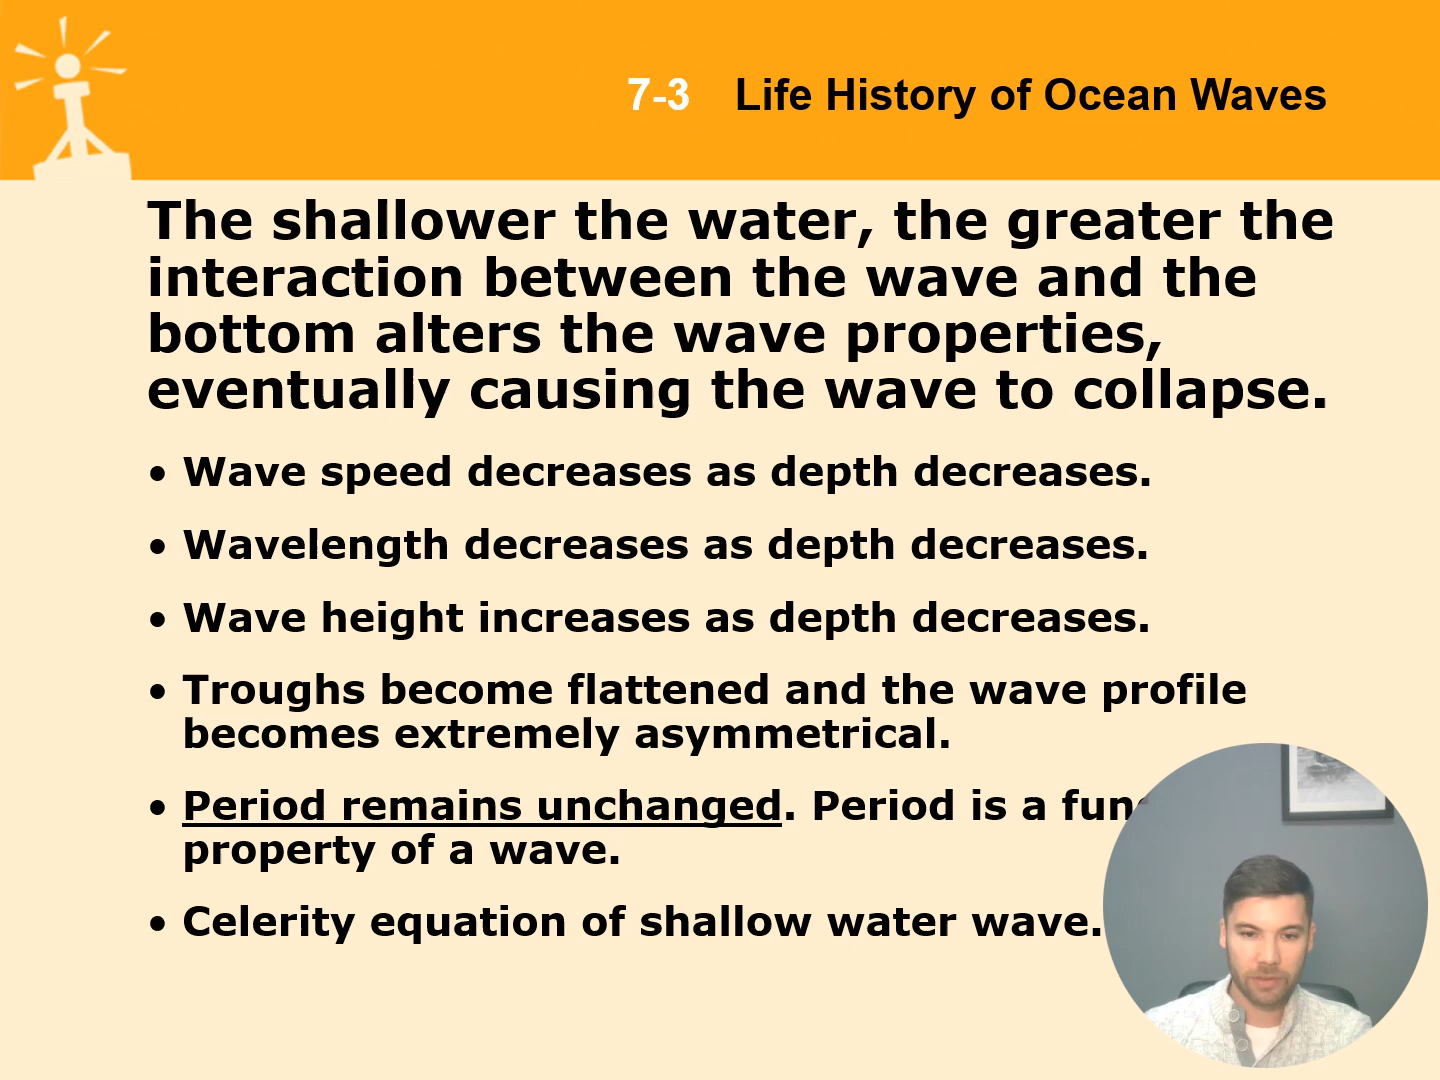 7-3 Life History of Ocean Waves
The shallower the water, the greater the
interaction between the wave and the
bottom alters the wave properties,
eventually causing the wave to collapse.
• Wave speed decreases as depth decreases.
• Wavelength decreases as depth decreases.
• Wave height increases as depth decreases.
• Troughs become flattened and the wave profile
becomes extremely asymmetrical.
• Period remains unchanged. Period is a
property of a wave.
• Celerity equation of shallow water wave.